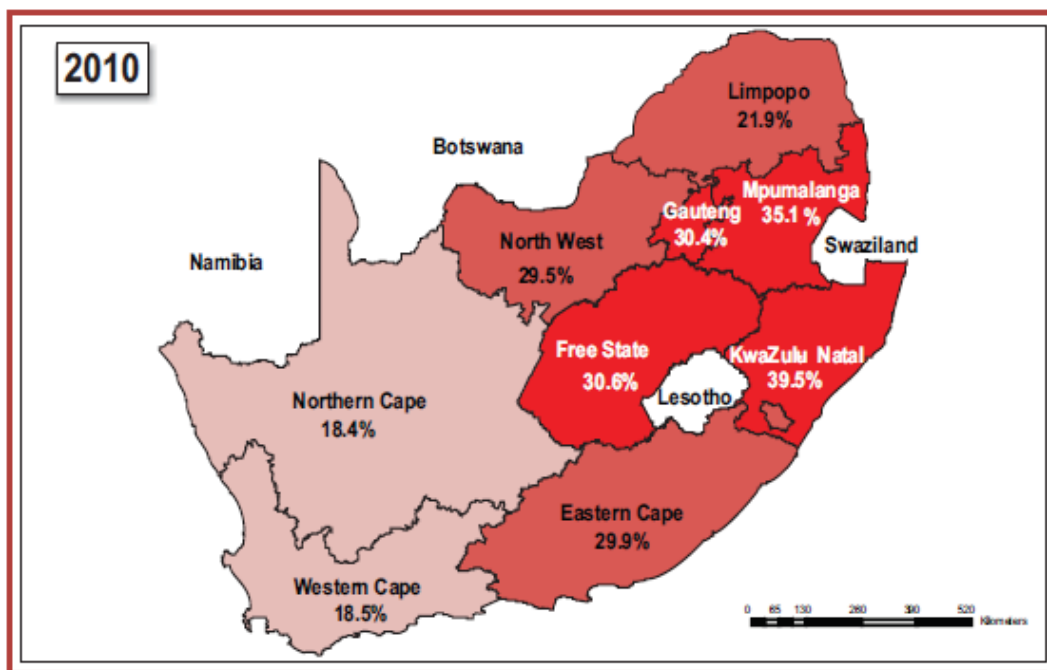 2010
Limpopo
21.9%
Botswana
Mpumalanga
35.1 %
Gauteng
30.4%
Swaziland
North West
29.5%
Namibia
Free State
30.6%
KwaZulu Natal
39.5%
Lesotho
Northern Cape
18.4%
Eastern Cape
29.9%
Western Cape
18.5%
0 65 130 260 390 520
Kilometers